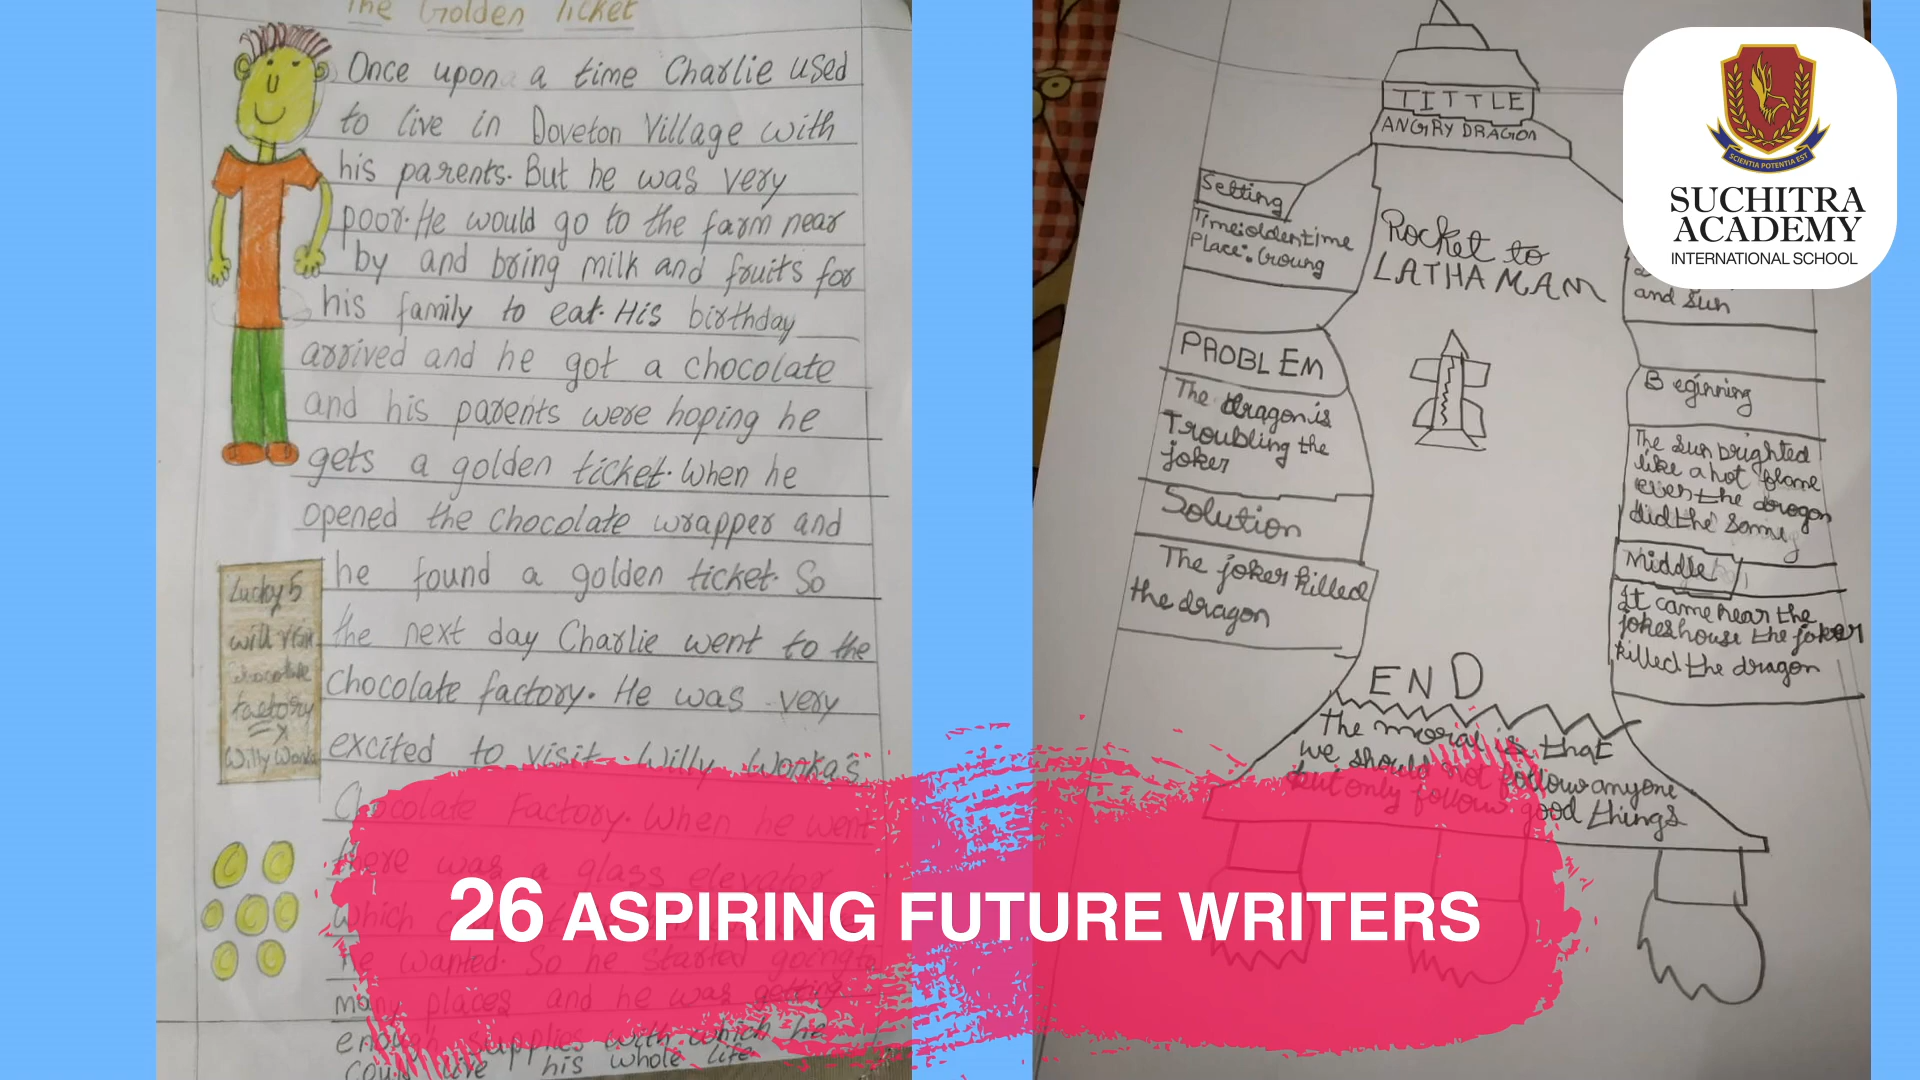 The Golden Ticket
Once upon a time Charlie used
to live in Doveton Village with
his parents. But he was very
poor. He would go to the farm near
by and bring milk and fruits for
his family to eat. His birthday
arrived and he got a chocolate
and his parents were hoping he
gets a golden ticket. When he
opened the chocolate wrapper and
he found a golden ticket. So
the next day Charlie went to the
chocolate factory. He was very
excited to visit Willy Wonka's
Chocolate Factory. When he went
there was a glass elevator
which
he wanted. So he started going to
many places and he was getting
enough supplies with which he
could live his whole life
Lucky 5
will visit
chocolate
factory
Willy Wonka
TITTLE
ANGRY DRAGON
Setting
Time: olden time
Place:
Rocket to
LATHA MAM
PROBLEM
The dragon is
Troubling the
joker
Solution
The joker killed
the dragon
and Sun
Beginning
The sun brighted
like a hot flame
even the dragon
did the
Middle
It came near the
jokers house the joker
killed the dragon
END
The moral is that
we should not follow anyone
but only follow good things
SCIENTIA POTENTIA EST
SUCHITRA
ACADEMY
INTERNATIONAL SCHOOL
26 ASPIRING FUTURE WRITERS